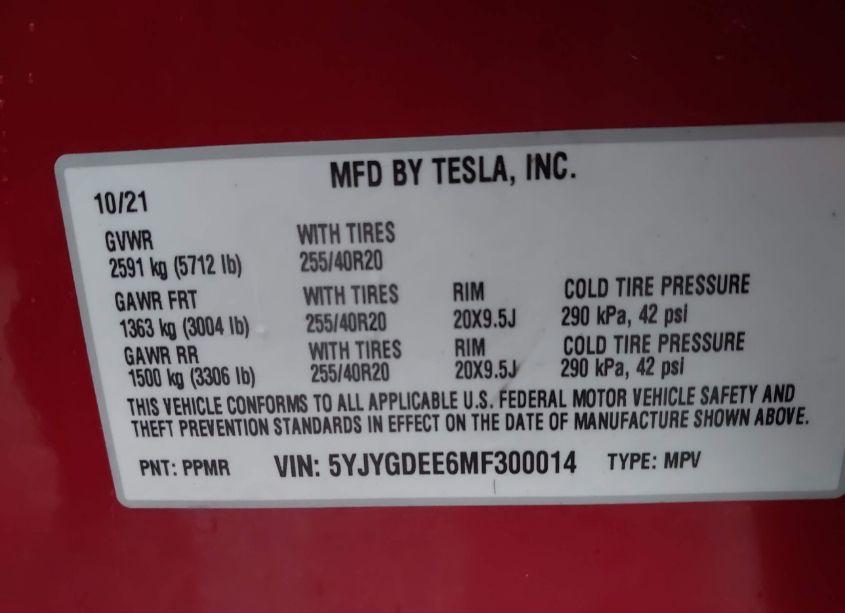 MFD BY TESLA, INC.
10/21
GVWR WITH TIRES
2591 kg (5712 lb) 255/40R20
GAWR FRT WITH TIRES RIM COLD TIRE PRESSURE
1363 kg (3004 lb) 255/40R20 20X9.5J 290 kPa, 42 psi
GAWR RR WITH TIRES RIM COLD TIRE PRESSURE
1500 kg (3306 lb) 255/40R20 20X9.5J 290 kPa, 42 psi
THIS VEHICLE CONFORMS TO ALL APPLICABLE U.S. FEDERAL MOTOR VEHICLE SAFETY AND
THEFT PREVENTION STANDARDS IN EFFECT ON THE DATE OF MANUFACTURE SHOWN ABOVE.
PNT: PPMR VIN: 5YJYGDEE6MF300014 TYPE: MPV